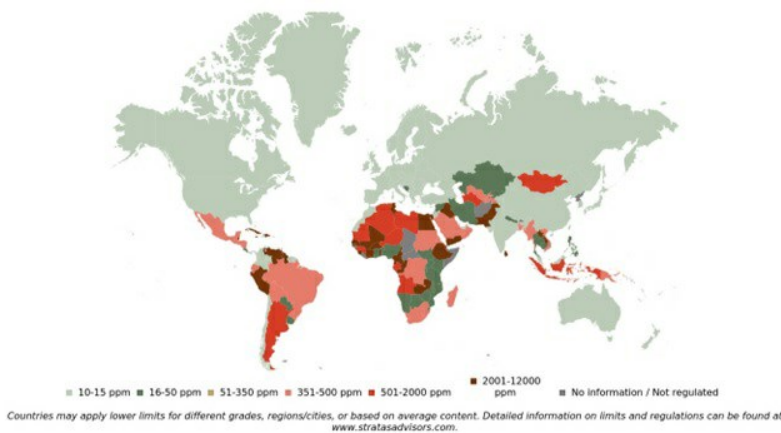 10-15 ppm 16-50 ppm 51-350 ppm 351-500 ppm 501-2000 ppm 2001-12000 ppm No information / Not regulated
Countries may apply lower limits for different grades, regions/cities, or based on average content. Detailed information on limits and regulations can be found at
www.stratasadvisors.com.